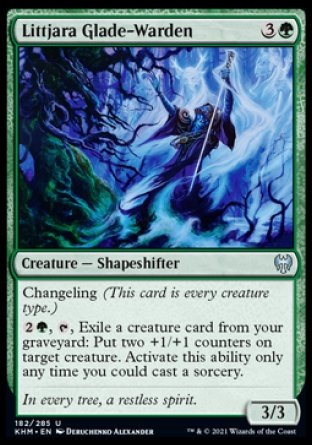 Littjara Glade-Warden 3
Creature — Shapeshifter
Changeling (This card is every creature
type.)
2, , Exile a creature card from your
graveyard: Put two +1/+1 counters on
target creature. Activate this ability only
any time you could cast a sorcery.
In every tree, a restless spirit.
3/3
182/285 U
KHM • EN DERUCHENKO ALEXANDER
™ & © 2021 Wizards of the Coast